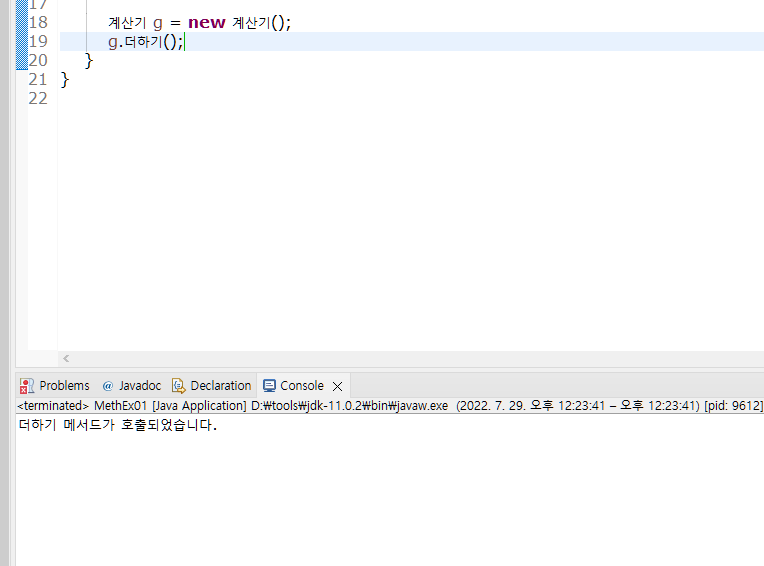 17
18 계산기 g = new 계산기();
19 g.더하기();
20 }
21 }
22
Problems @ Javadoc Declaration Console
<terminated> MethEx01 [Java Application] D:₩tools₩jdk-11.0.2₩bin₩javaw.exe (2022. 7. 29. 오후 12:23:41 – 오후 12:23:41) [pid: 9612]
더하기 메서드가 호출되었습니다.